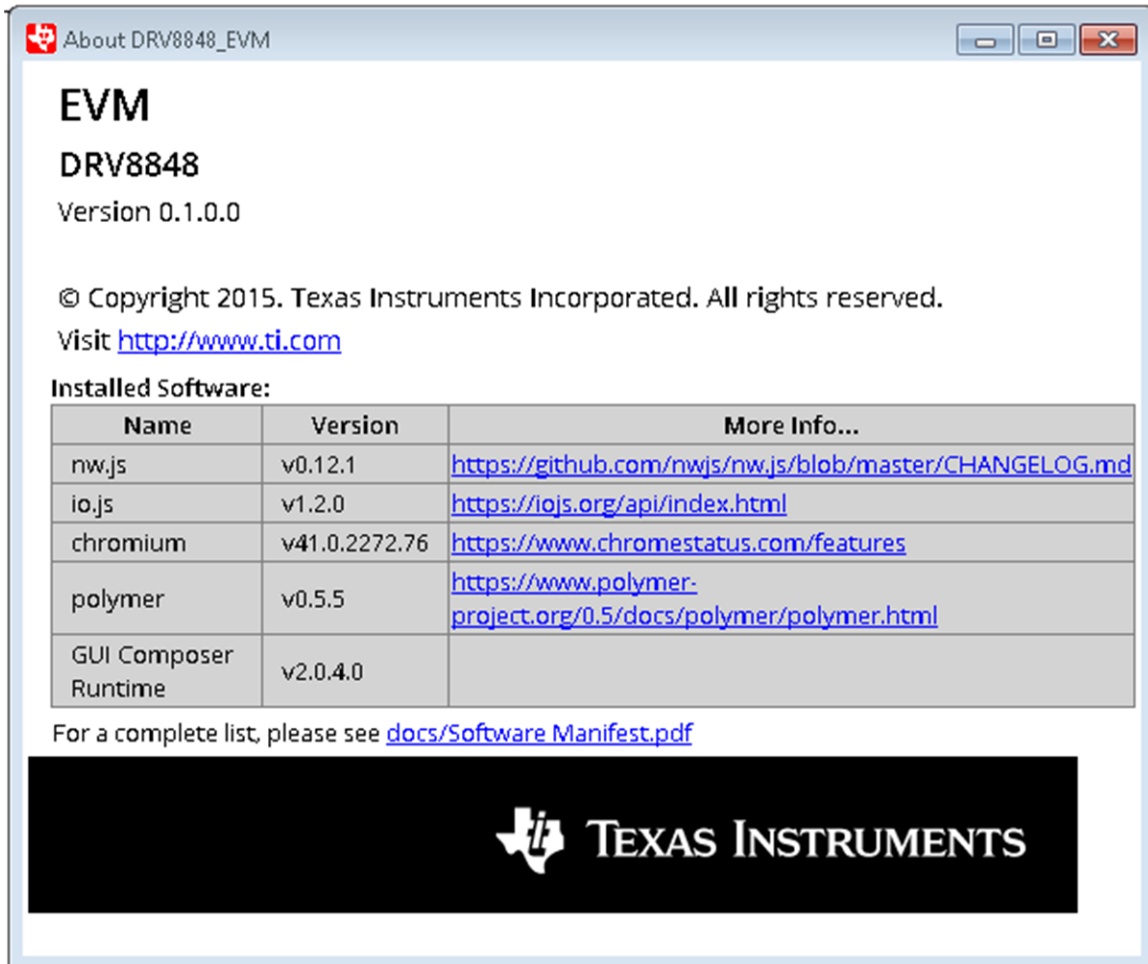 About DRV8848_EVM
EVM
DRV8848
Version 0.1.0.0
© Copyright 2015. Texas Instruments Incorporated. All rights reserved.
Visit http://www.ti.com
Installed Software:
Name Version More Info...
nw.js v0.12.1 https://github.com/nwjs/nw.js/blob/master/CHANGELOG.md
io.js v1.2.0 https://iojs.org/api/index.html
chromium v41.0.2272.76 https://www.chromestatus.com/features
polymer v0.5.5 https://www.polymer-
project.org/0.5/docs/polymer/polymer.html
GUI Composer
Runtime v2.0.4.0
For a complete list, please see docs/Software Manifest.pdf
TEXAS INSTRUMENTS